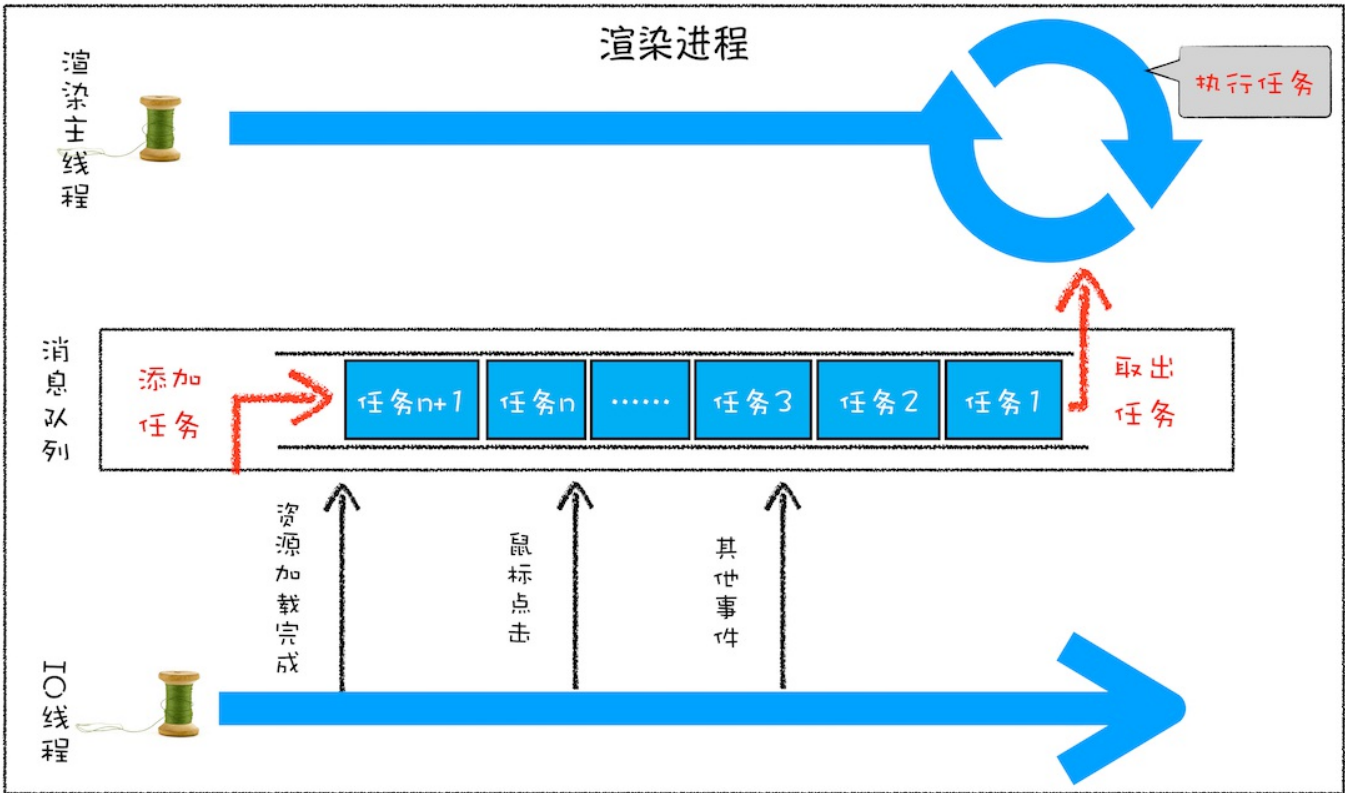 渲染进程
渲染主线程
执行任务
消息队列
添加
任务
任务n+1
任务n
……
任务3
任务2
任务1
取出
任务
资源加载完成
鼠标点击
其他事件
IO线程